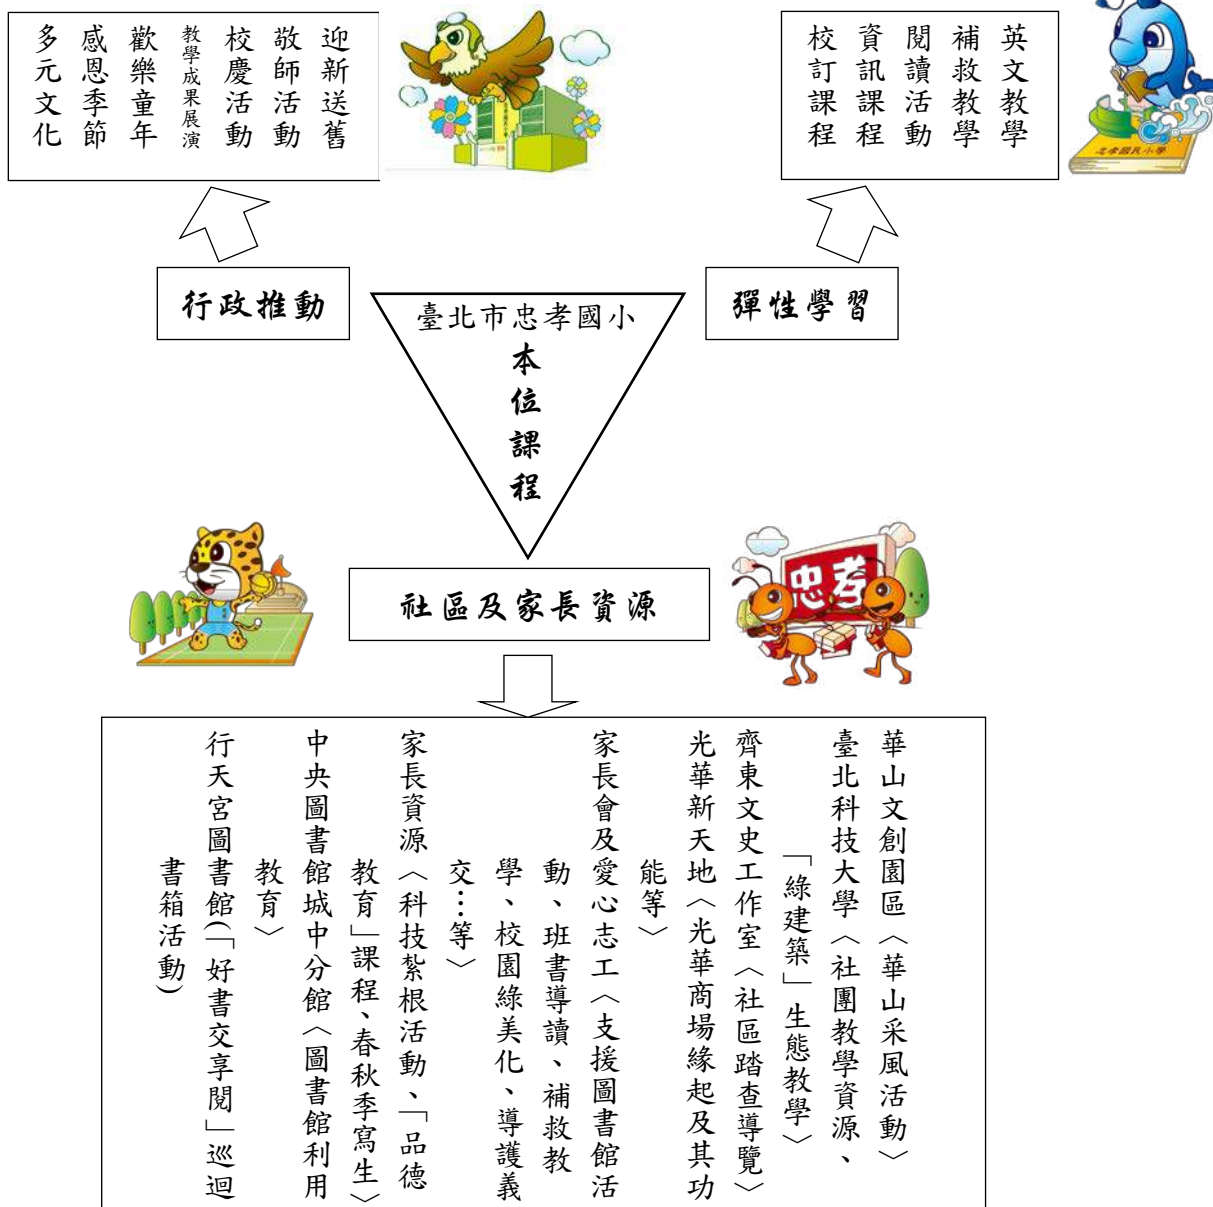 迎新送舊
敬師活動
校慶活動
教學成果展演
歡樂童年
感恩季節
多元文化
英文教學
補救教學
閱讀活動
資訊課程
校訂課程
忠孝國民小學
行政推動
臺北市忠孝國小
本位課程
彈性學習
忠孝
社區及家長資源
華山文創園區〈華山采風活動〉
臺北科技大學〈社團教學資源、
「綠建築」生態教學〉
齊東文史工作室〈社區踏查導覽〉
光華新天地〈光華商場緣起及其功
能等〉
家長會及愛心志工〈支援圖書館活
動、班書導讀、補救教
學、校園綠美化、導護義
交…等〉
家長資源〈科技紮根活動、「品德
教育」課程、春秋季寫生〉
中央圖書館城中分館〈圖書館利用
教育〉
行天宮圖書館(「好書交享閱」巡迴
書箱活動)